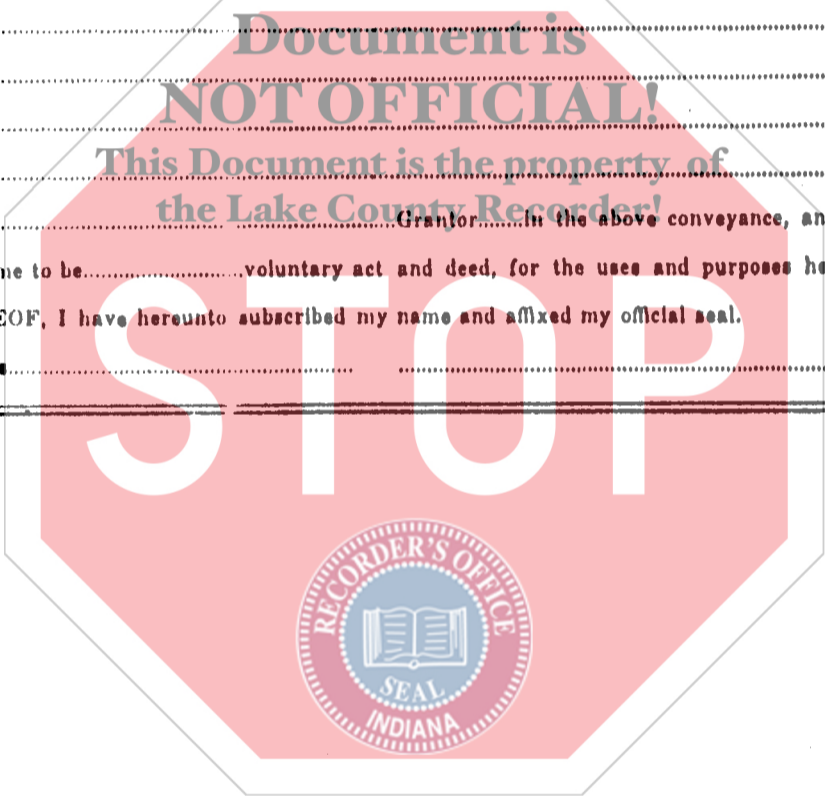 Document is
NOT OFFICIAL!
This Document is the property of
the Lake County Recorder!
Grantor......in the above conveyance, an
ne to be........................voluntary act and deed, for the uses and purposes he
EOF, I have hereunto subscribed my name and affixed my official seal.
STOP
RECORDER'S OFFICE
SEAL
INDIANA